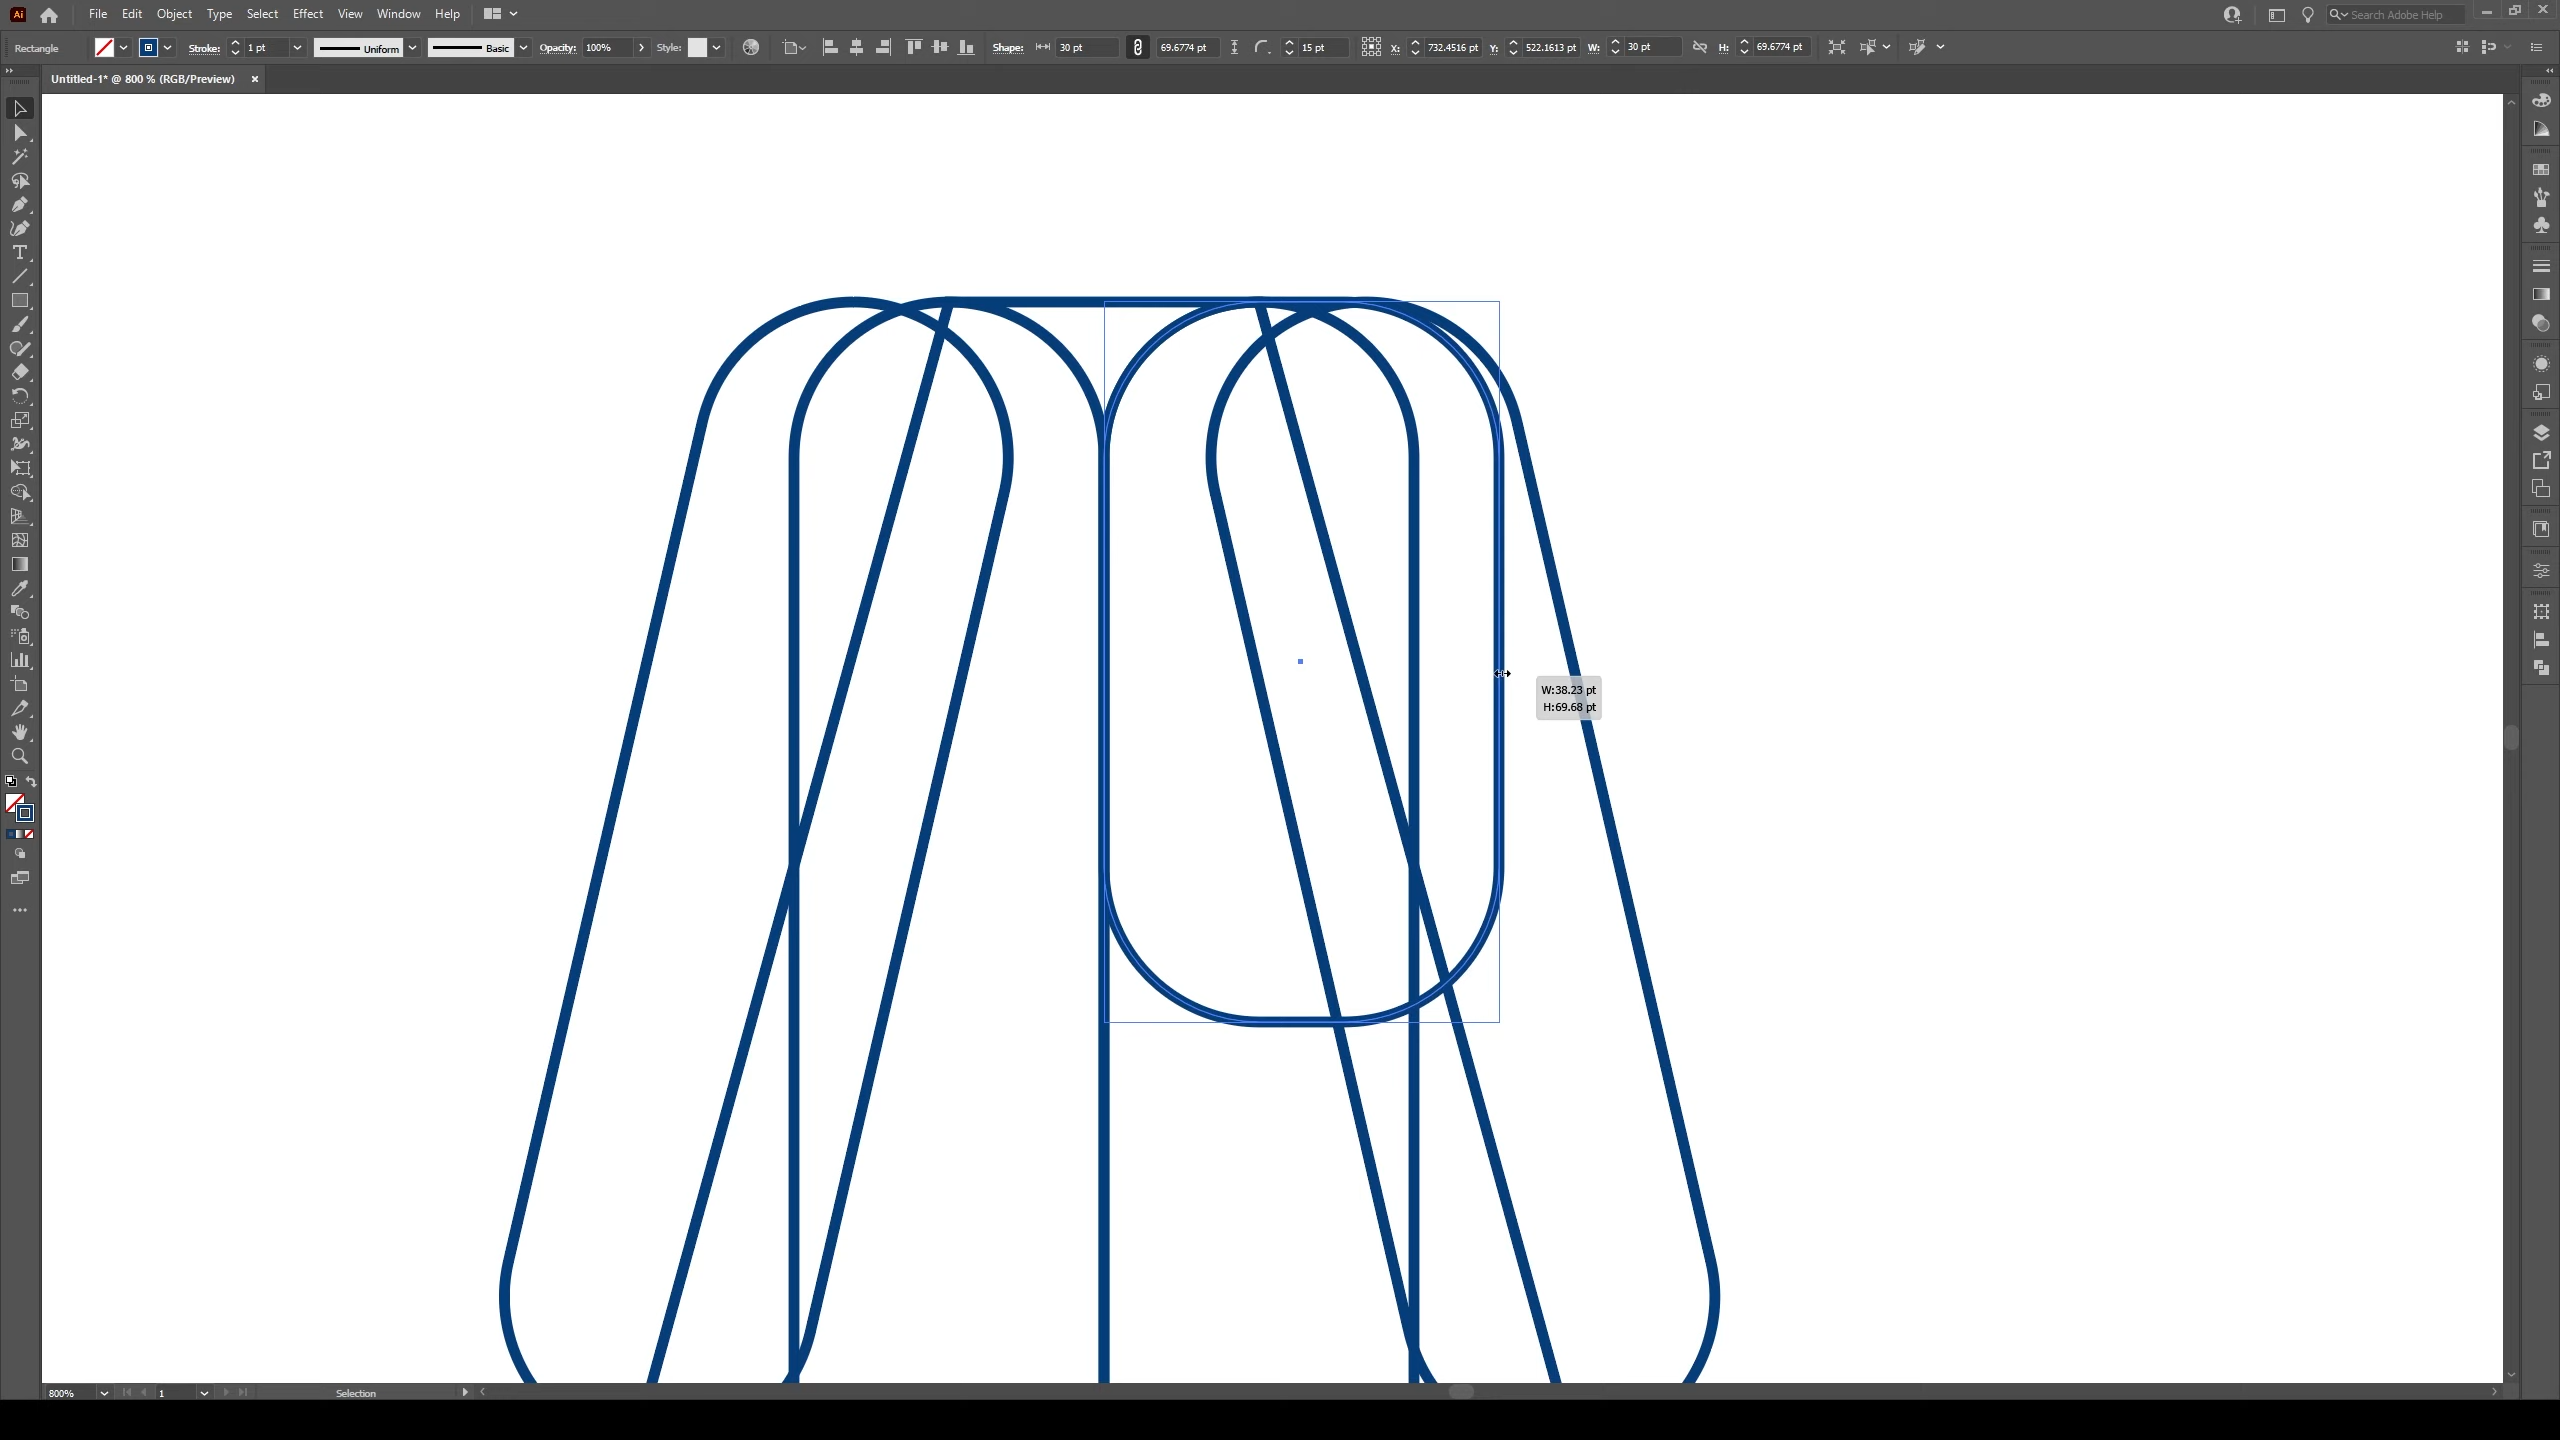 Ai File Edit Object Type Select Effect View Window Help Search Adobe Help
Rectangle Stroke: 1 pt Uniform Basic Opacity: 100% Style: Shape: 30 pt 69.6774 pt 15 pt X: 732.4516 pt Y: 522.1613 pt W: 30 pt H: 69.6774 pt
Untitled-1* @ 800 % (RGB/Preview) ×
W:38.23 pt
H:69.68 pt
800% 1 Selection